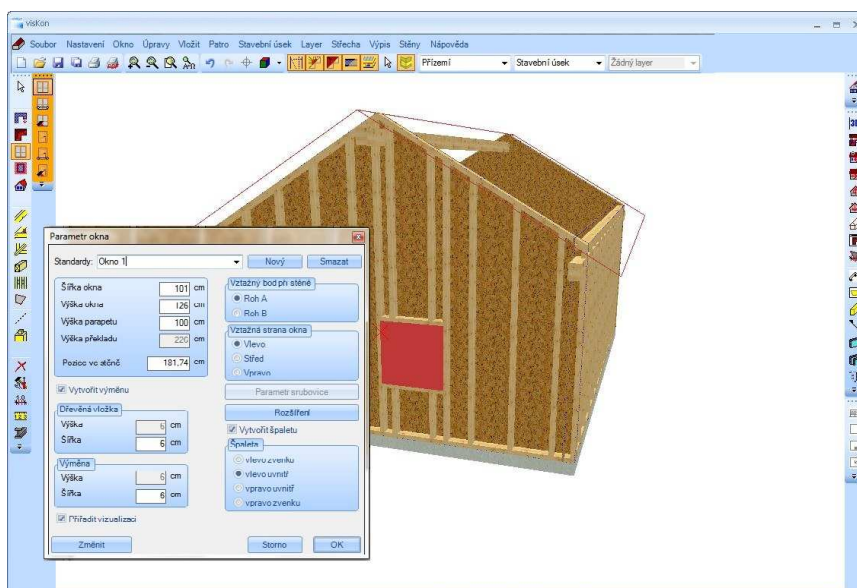 visKon
Soubor Nastavení Okno Úpravy Vložit Patro Stavební úsek Layer Střecha Výpis Stěny Nápověda
Přízemí Stavební úsek Žádný layer
Parametr okna
Standardy: Okno 1 Nový Smazat
Šířka okna 101 cm
Výška okna 126 cm
Výška parapetu 100 cm
Výška překladu 226 cm
Pozice ve stěně 181,74 cm
Vytvořit výměnu
Dřevěná vložka
Výška 6 cm
Šířka 6 cm
Výměna
Výška 6 cm
Šířka 6 cm
Přiřadit vizualizaci
Změnit
Vztažný bod při stěně
Roh A
Roh B
Vztažná strana okna
Vlevo
Střed
Vpravo
Parametr srubovice
Rozšíření
Vytvořit špaletu
Špaleta
vlevo zvenku
vlevo uvnitř
vpravo uvnitř
vpravo zvenku
Storno OK